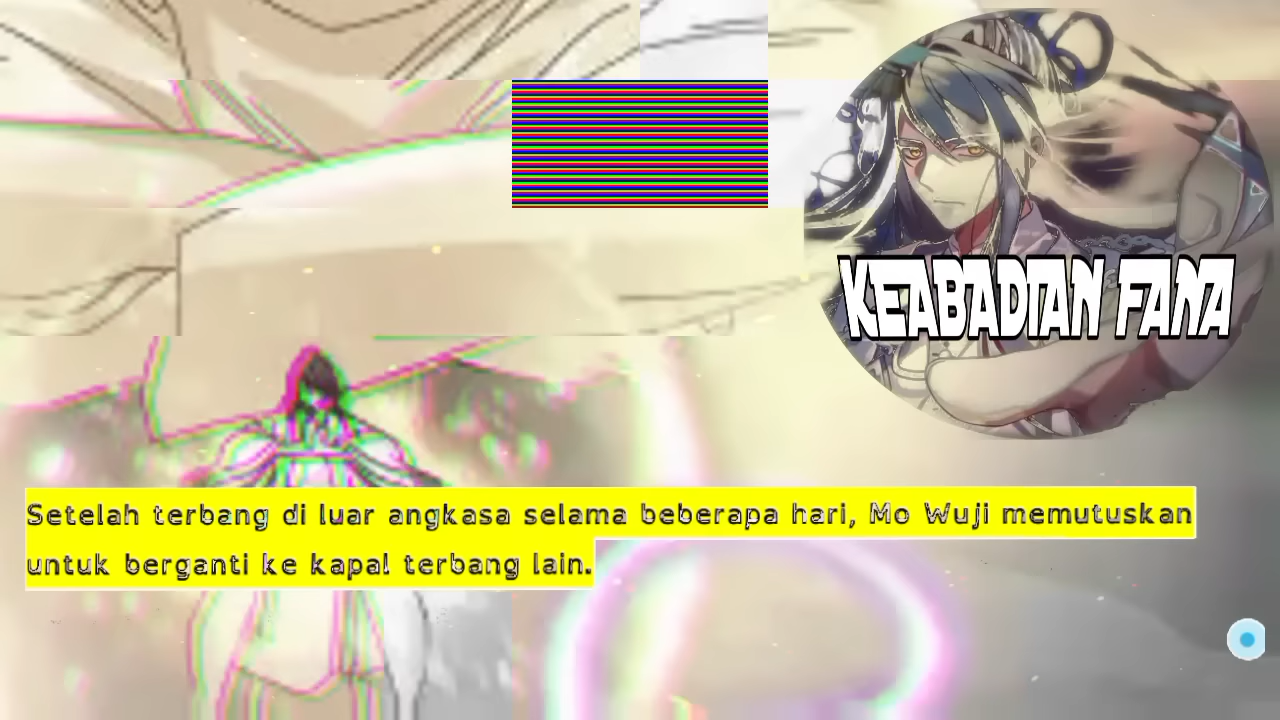 KEABADIAN FANA
Setelah terbang di luar angkasa selama beberapa hari, Mo Wuji memutuskan
untuk berganti ke kapal terbang lain.